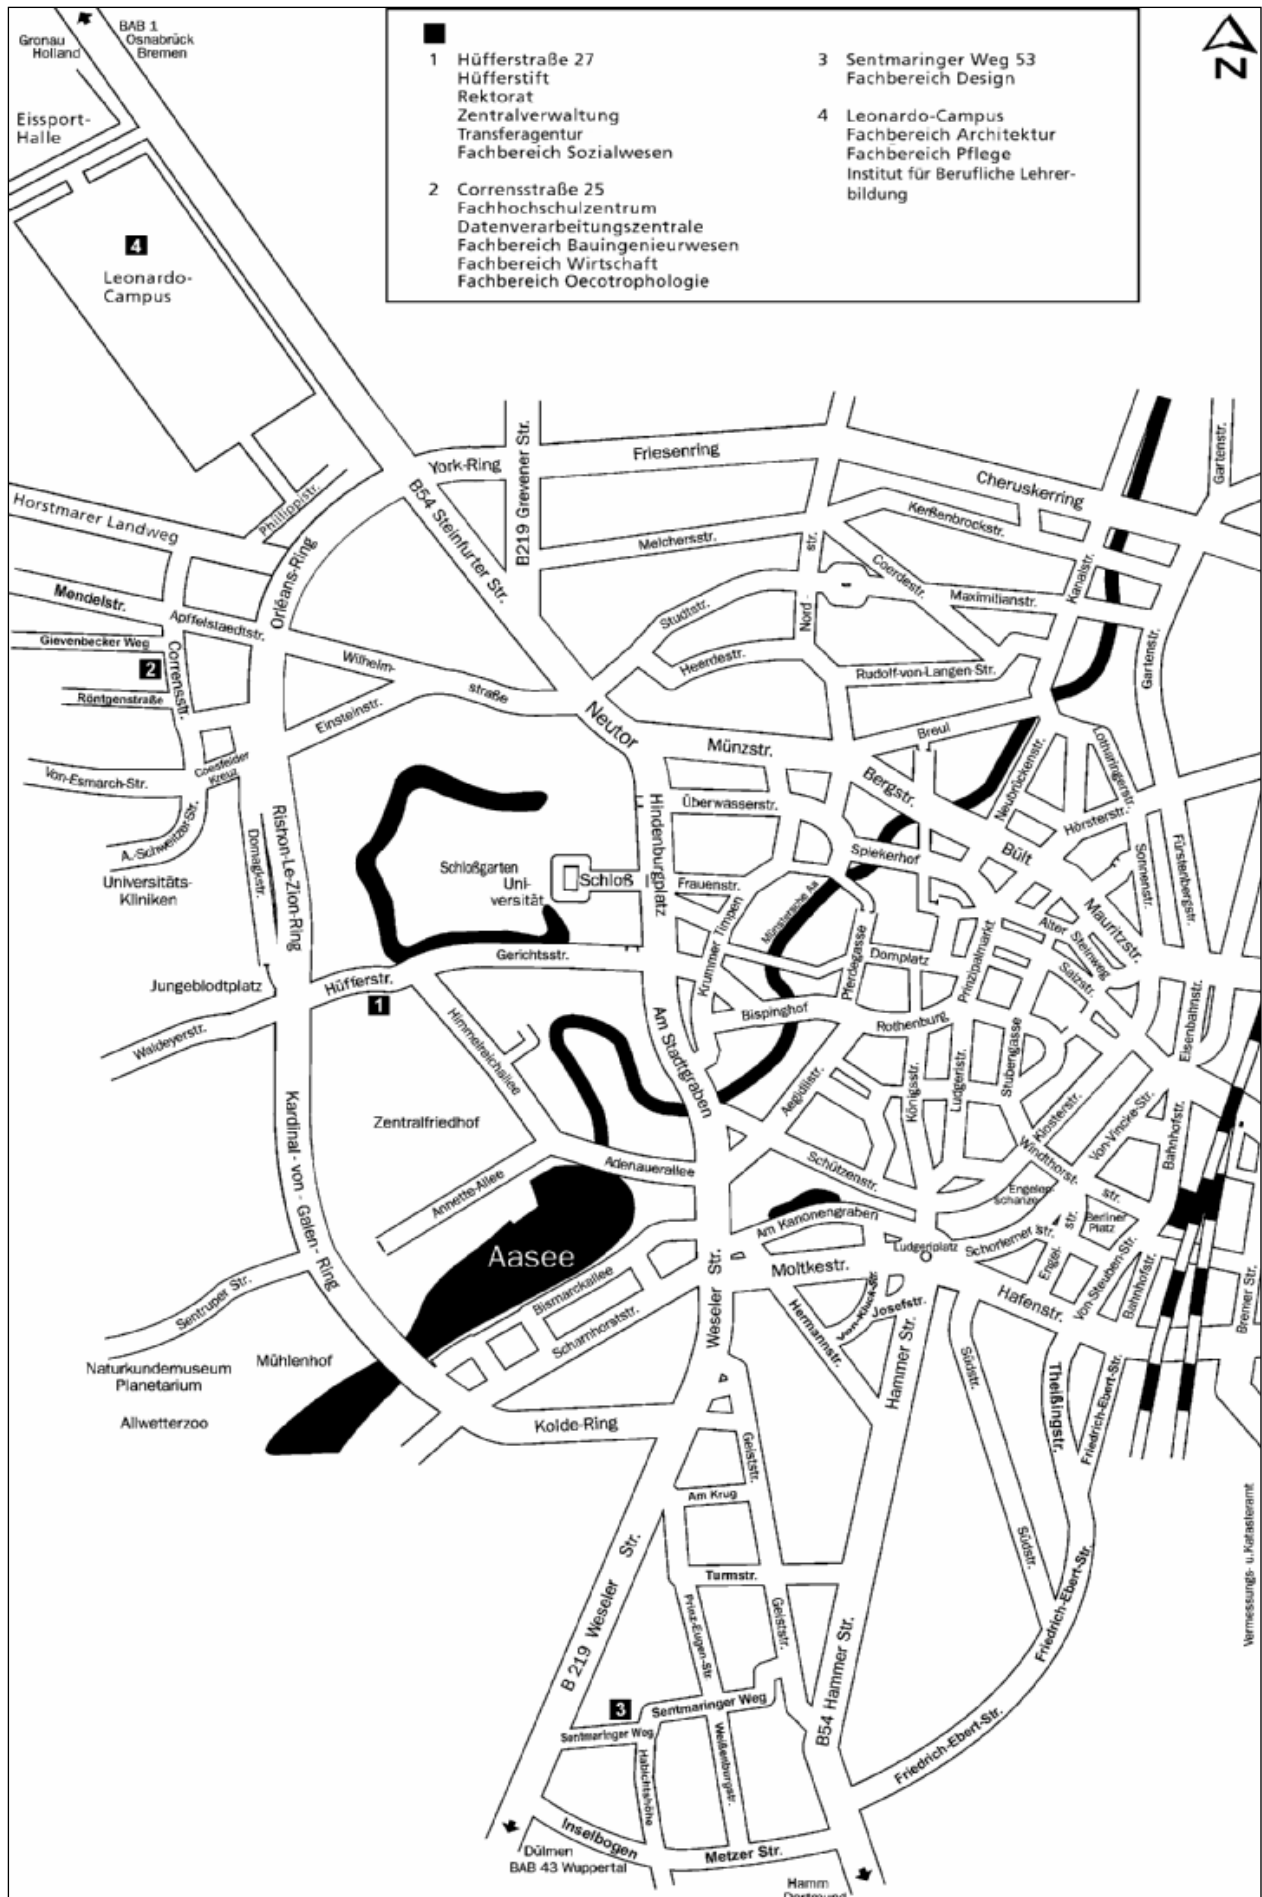 BAB 1
Osnabrück
Bremen
Gronau
Holland
N
1 Hüfferstraße 27
Hüfferstift
Rektorat
Zentralverwaltung
Transferagentur
Fachbereich Sozialwesen
2 Corrensstraße 25
Fachhochschulzentrum
Datenverarbeitungszentrale
Fachbereich Bauingenieurwesen
Fachbereich Wirtschaft
Fachbereich Oecotrophologie
3 Sentmaringer Weg 53
Fachbereich Design
4 Leonardo-Campus
Fachbereich Architektur
Fachbereich Pflege
Institut für Berufliche Lehrer-
bildung
Eissport-
Halle
4
Leonardo-
Campus
York-Ring
B219 Grevener Str.
Friesenring
Cheruskerring
Gartenstr.
Horstmarer Landweg
Philippistr.
B54 Steinfurter Str.
Orléans-Ring
Melchersstr.
Nord-
str.
Kerßenbrockstr.
Coerdestr.
Kanalstr.
Maximilianstr.
Mendelstr.
Apffelstaedtstr.
Studtstr.
Heerdestr.
Rudolf-von-Langen-Str.
Gartenstr.
Gievenbecker Weg
2
Corrensstr.
Röntgenstraße
Wilhelm-
straße
Einsteinstr.
Neutor
Münzstr.
Breul
Bergstr.
Neubrückenstr.
Lotharingerstr.
Von-Esmarch-Str.
Coesfelder
Kreuz
Überwasserstr.
Hörsterstr.
A.-Schweitzer-Str.
Domagkstr.
Rishon-Le-Zion-Ring
Hindenburgplatz
Spiekerhof
Bült
Sonnenstr.
Fürstenbergstr.
Universitäts-
Kliniken
Schloßgarten
Uni-
versität
Schloß
Frauenstr.
Krummer Timpen
Münstersche Aa
Mauritzstr.
Alter Steinweg
Pferdegasse
Domplatz
Prinzipalmarkt
Salzstr.
Gerichtsstr.
Jungeblodtplatz
Hüfferstr.
1
Waldeyerstr.
Himmelreichallee
Am Stadtgraben
Bispinghof
Rothenburg
Eisenbahnstr.
Aegidiistr.
Königsstr.
Ludgeristr.
Stubengasse
Klosterstr.
Von-Vincke-Str.
Bahnhofstr.
Kardinal-von-Galen-Ring
Zentralfriedhof
Annette-Allee
Adenauerallee
Schützenstr.
Windthorst-
str.
Engelen-
schanze
Berliner
Platz
Aasee
Am Kanonengraben
Ludgeriplatz
Schorlemer str.
Engel-
str.
Von-Steuben-Str.
Bahnhofstr.
Bremer Str.
Moltkestr.
Sentruper Str.
Bismarckallee
Scharnhorststr.
Weseler Str.
Hermannstr.
Von-Kluck-Str.
Josefstr.
Hammer Str.
Hafenstr.
Naturkundemuseum
Planetarium
Mühlenhof
Allwetterzoo
Südstr.
Theißingstr.
Friedrich-Ebert-Str.
Kolde-Ring
Geiststr.
Am Krug
B 219 Weseler Str.
Turmstr.
Südstr.
Friedrich-Ebert-Str.
Prinz-Eugen-Str.
Geiststr.
B54 Hammer Str.
3
Sentmaringer Weg
Sentmaringer Weg
Habichtshöhe
Weißenburgstr.
Friedrich-Ebert-Str.
Inselbogen
Metzer Str.
Dülmen
BAB 43 Wuppertal
Hamm
Dortmund
Vermessungs- u.Katasteramt